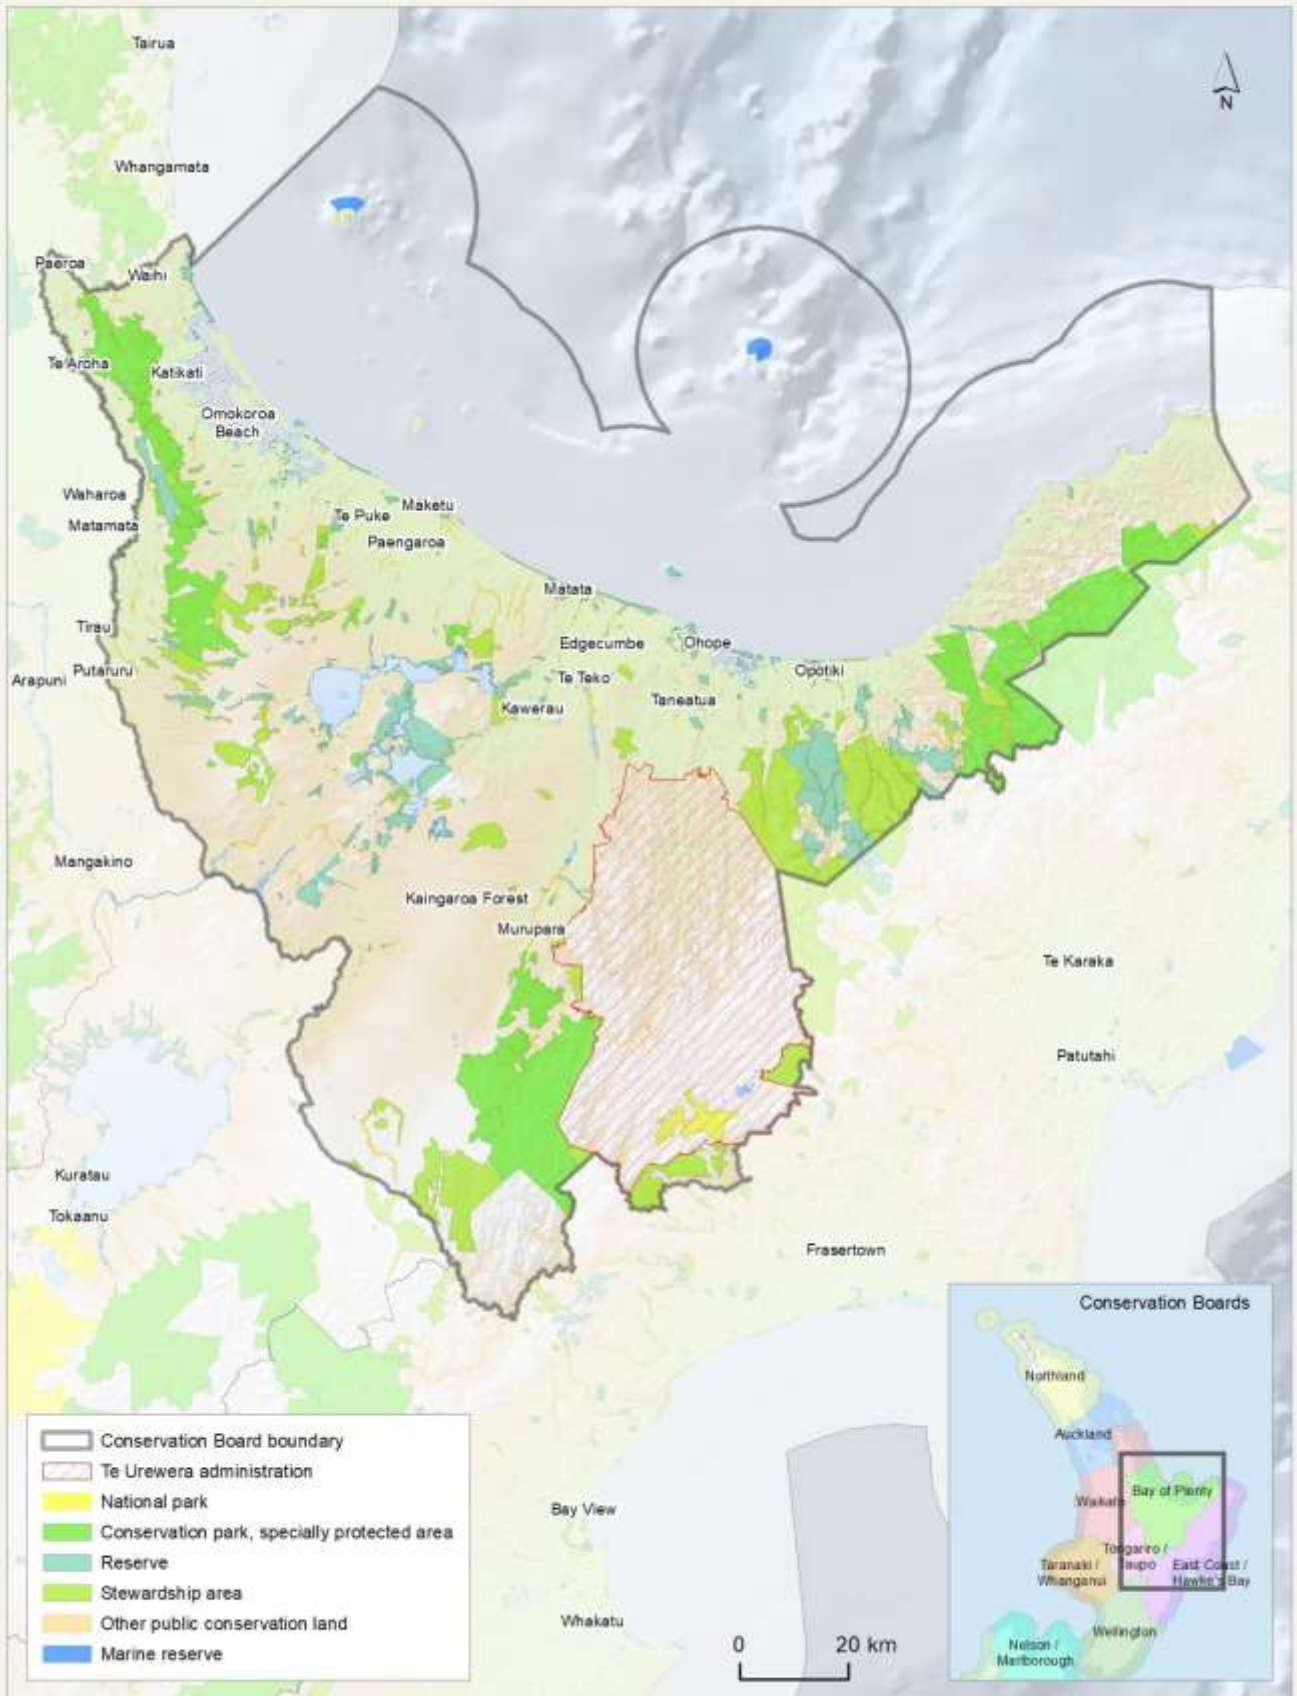 Tairua
N
Whangamata
Paeroa
Waihi
Te Aroha
Katikati
Omokoroa
Beach
Waharoa
Maketu
Te Puke
Matamata
Paengaroa
Matata
Tirau
Edgecumbe
Ohope
Putaruru
Opotiki
Arapuni
Te Teko
Taneatua
Kawerau
Mangakino
Kaingaroa Forest
Murupara
Te Karaka
Patutahi
Kuratau
Tokaanu
Frasertown
Bay View
Whakatu
Conservation Board boundary
Te Urewera administration
National park
Conservation park, specially protected area
Reserve
Stewardship area
Other public conservation land
Marine reserve
0 20 km
Conservation Boards
Northland
Auckland
Bay of Plenty
Waikato
Tongariro /
Taupo
Taranaki /
Whanganui
East Coast /
Hawke's Bay
Wellington
Nelson /
Marlborough